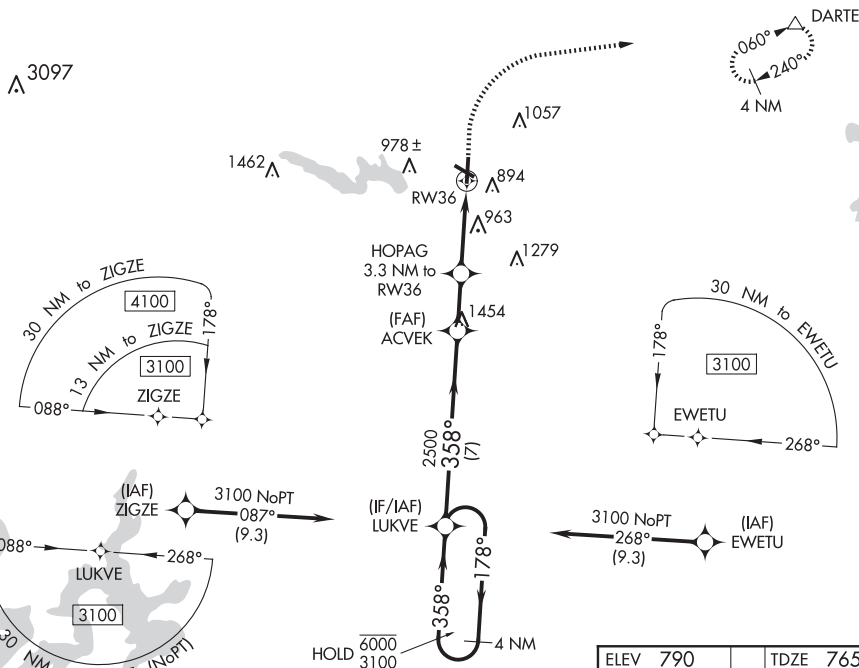 DARTE
060°
240°
4 NM
3097
1057
978 ±
1462
894
RW36
963
HOPAG
3.3 NM to
RW36
1279
30 NM to ZIGZE
4100
178°
13 NM to ZIGZE
3100
ZIGZE
088°
(FAF)
ACVEK
1454
30 NM to EWETU
178°
3100
EWETU
268°
2500
358°
(7)
(IAF)
ZIGZE
3100 NoPT
087°
(9.3)
(IF/IAF)
LUKVE
3100 NoPT
268°
(9.3)
(IAF)
EWETU
088°
268°
LUKVE
3100
30 NM
(NoPT)
358°
178°
HOLD 6000
3100
4 NM
ELEV 790
TDZE 765